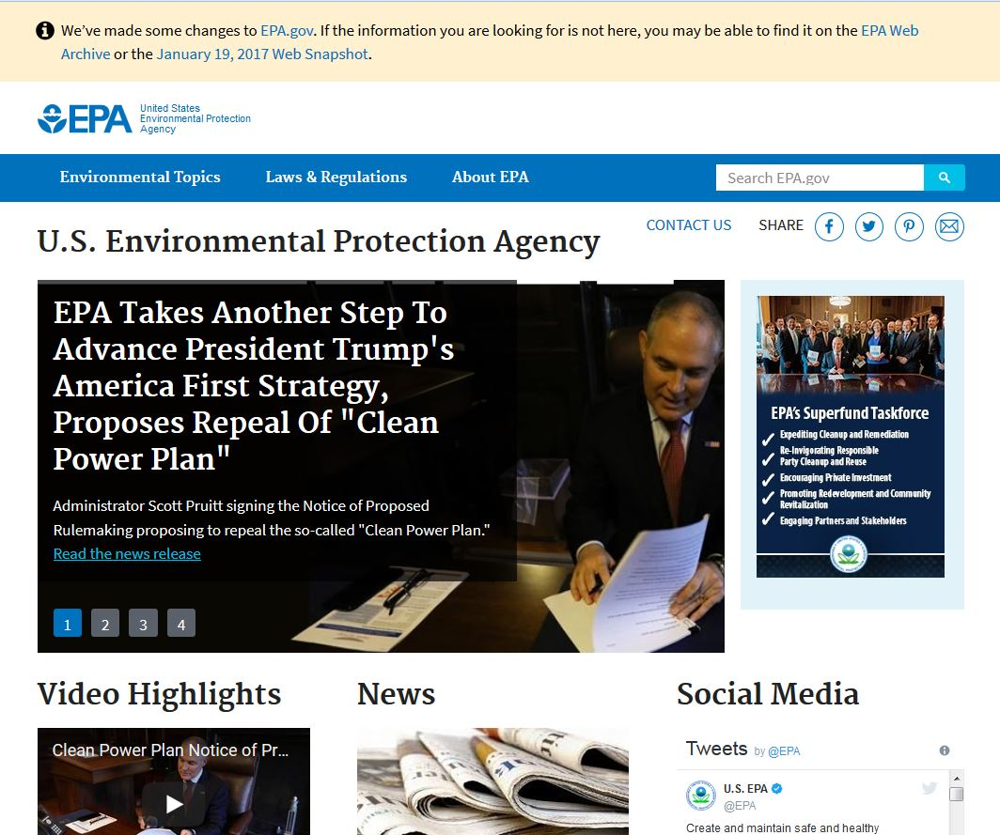 We've made some changes to EPA.gov. If the information you are looking for is not here, you may be able to find it on the EPA Web
Archive or the January 19, 2017 Web Snapshot.
EPA
United States
Environmental Protection
Agency
Environmental Topics
Laws & Regulations
About EPA
Search EPA.gov
CONTACT US
SHARE
U.S. Environmental Protection Agency
EPA Takes Another Step To
Advance President Trump's
America First Strategy,
Proposes Repeal Of "Clean
Power Plan"
Administrator Scott Pruitt signing the Notice of Proposed
Rulemaking proposing to repeal the so-called "Clean Power Plan."
Read the news release
1 2 3 4
EPA's Superfund Taskforce
Expediting Cleanup and Remediation
Re-Invigorating Responsible
Party Cleanup and Reuse
Encouraging Private Investment
Promoting Redevelopment and Community
Revitalization
Engaging Partners and Stakeholders
Video Highlights
Clean Power Plan Notice of Pr...
News
Social Media
Tweets by @EPA
U.S. EPA
@EPA
Create and maintain safe and healthy